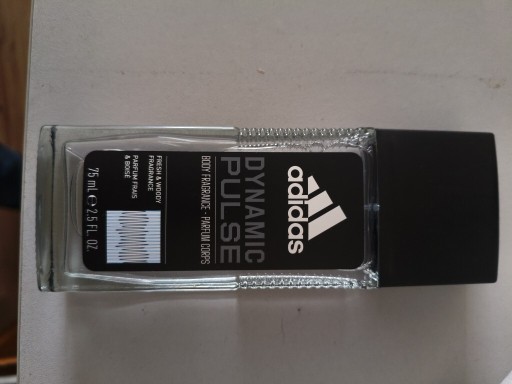 adidas
DYNAMIC
PULSE
BODY FRAGRANCE - PARFUM CORPS
FRESH & WOODY
FRAGRANCE
PARFUM FRAIS
& BOISÉ
75 mL e 2.5 FL. OZ.